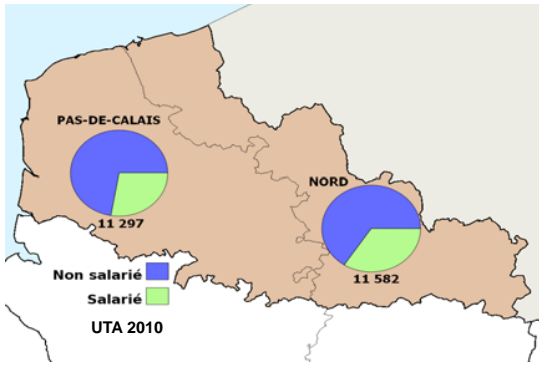 PAS-DE-CALAIS
11 297
NORD
11 582
Non salarié
Salarié
UTA 2010